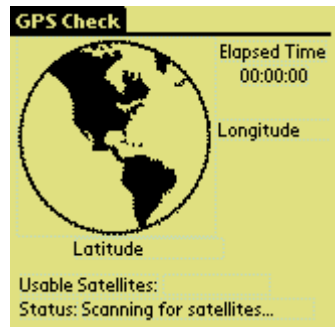 GPS Check
Elapsed Time
00:00:00
Longitude
Latitude
Usable Satellites:
Status: Scanning for satellites...